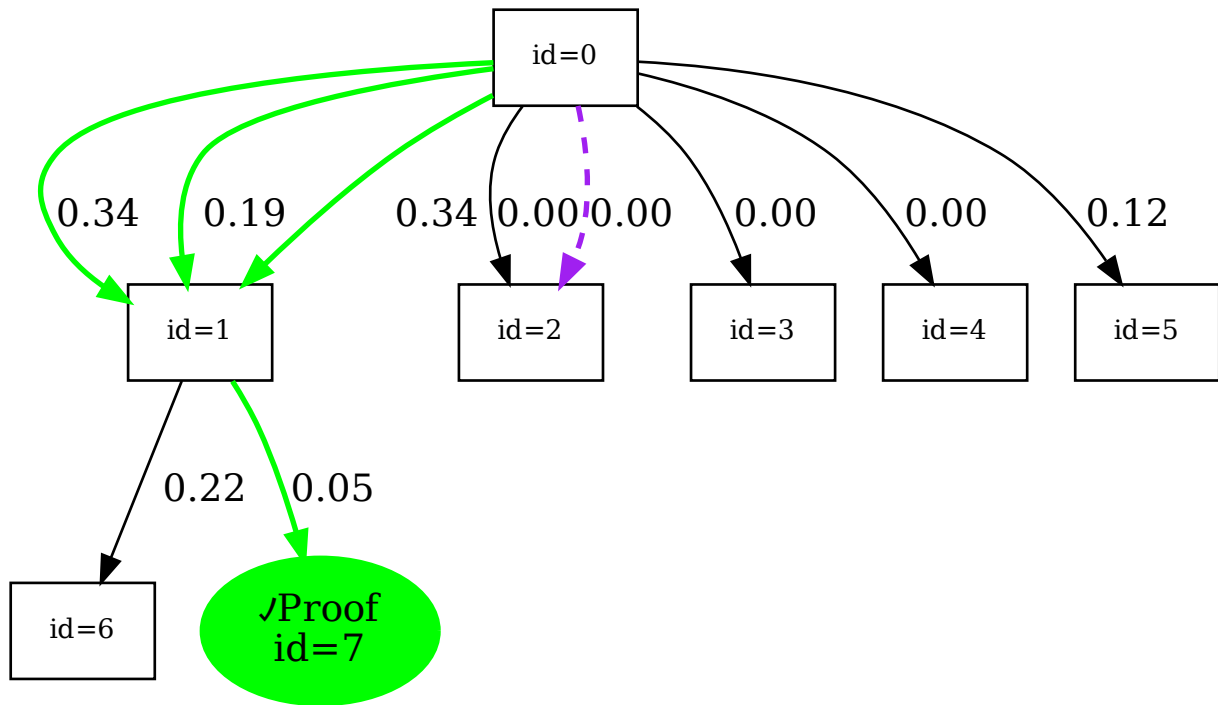 id=0
0.34
0.19
0.34
0.00
0.00
0.00
0.00
0.12
id=1
id=2
id=3
id=4
id=5
0.22
0.05
id=6
✓Proof
id=7